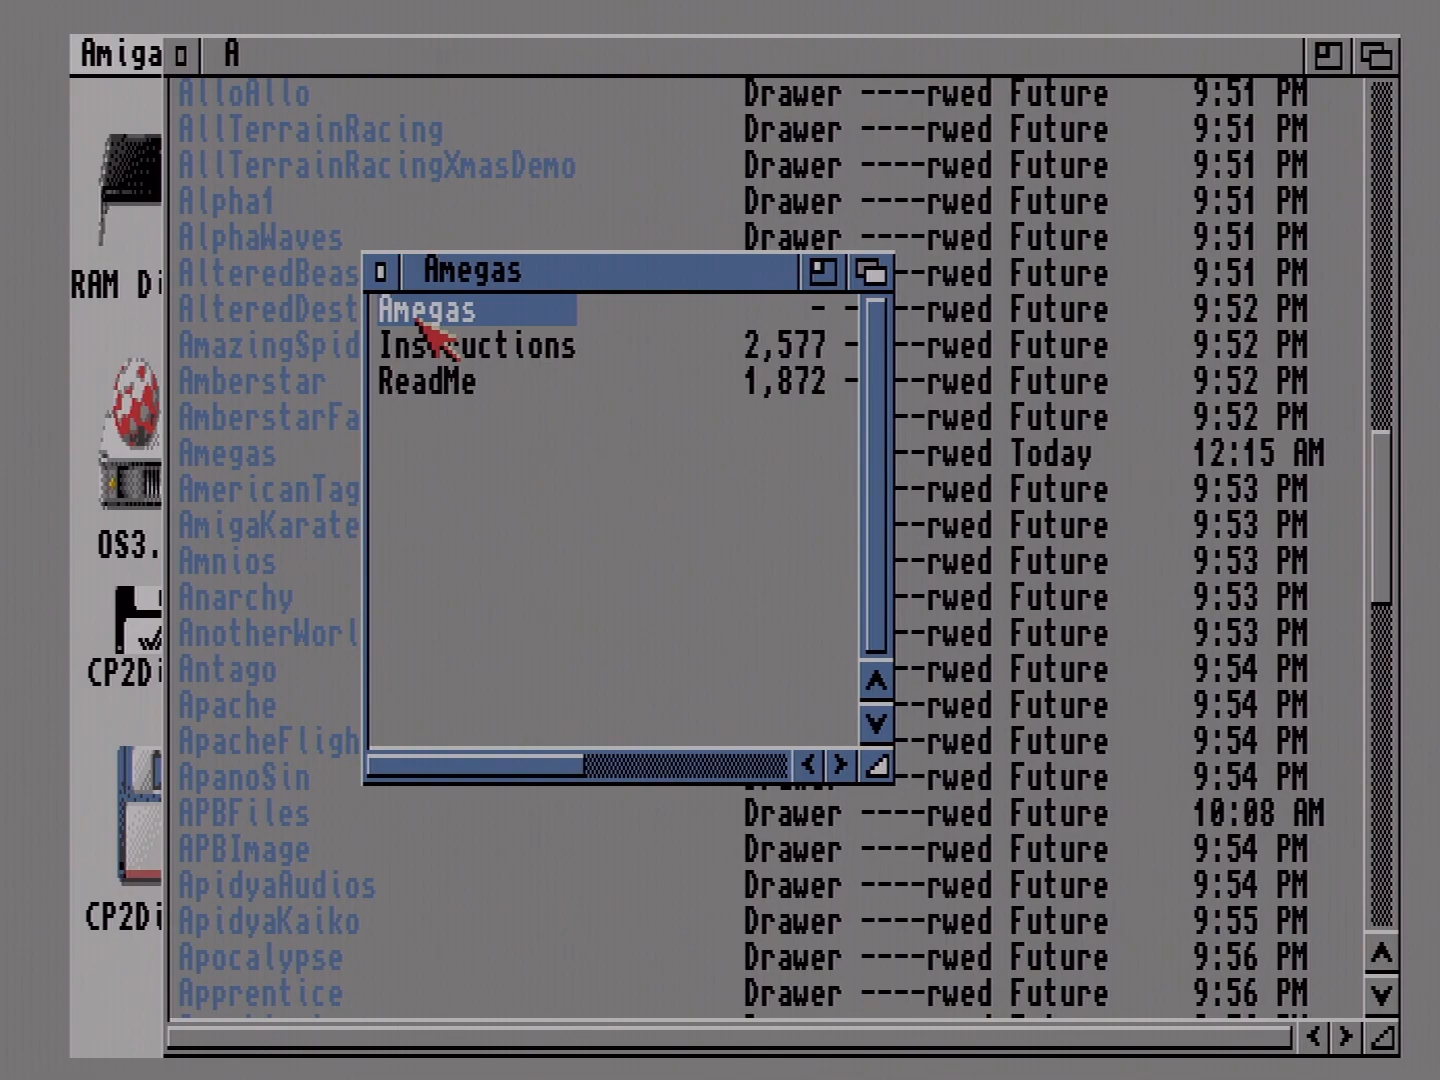 Amiga
A
AlloAllo Drawer ----rwed Future 9:51 PM
AllTerrainRacing Drawer ----rwed Future 9:51 PM
AllTerrainRacingXmasDemo Drawer ----rwed Future 9:51 PM
Alpha1 Drawer ----rwed Future 9:51 PM
AlphaWaves Drawer ----rwed Future 9:51 PM
AlteredBeas --rwed Future 9:51 PM
AlteredDest --rwed Future 9:52 PM
AmazingSpid --rwed Future 9:52 PM
Amberstar --rwed Future 9:52 PM
AmberstarFa --rwed Future 9:52 PM
Amegas --rwed Today 12:15 AM
AmericanTag --rwed Future 9:53 PM
AmigaKarate --rwed Future 9:53 PM
Amnios --rwed Future 9:53 PM
Anarchy --rwed Future 9:53 PM
AnotherWorl --rwed Future 9:53 PM
Antago --rwed Future 9:54 PM
Apache --rwed Future 9:54 PM
ApacheFligh --rwed Future 9:54 PM
ApanoSin --rwed Future 9:54 PM
APBFiles Drawer ----rwed Future 10:08 AM
APBImage Drawer ----rwed Future 9:54 PM
ApidyaAudios Drawer ----rwed Future 9:54 PM
ApidyaKaiko Drawer ----rwed Future 9:55 PM
Apocalypse Drawer ----rwed Future 9:56 PM
Apprentice Drawer ----rwed Future 9:56 PM
Amegas
Amegas - -
Instructions 2,577 -
ReadMe 1,872 -
RAM Di
OS3.
CP2Di
CP2Di